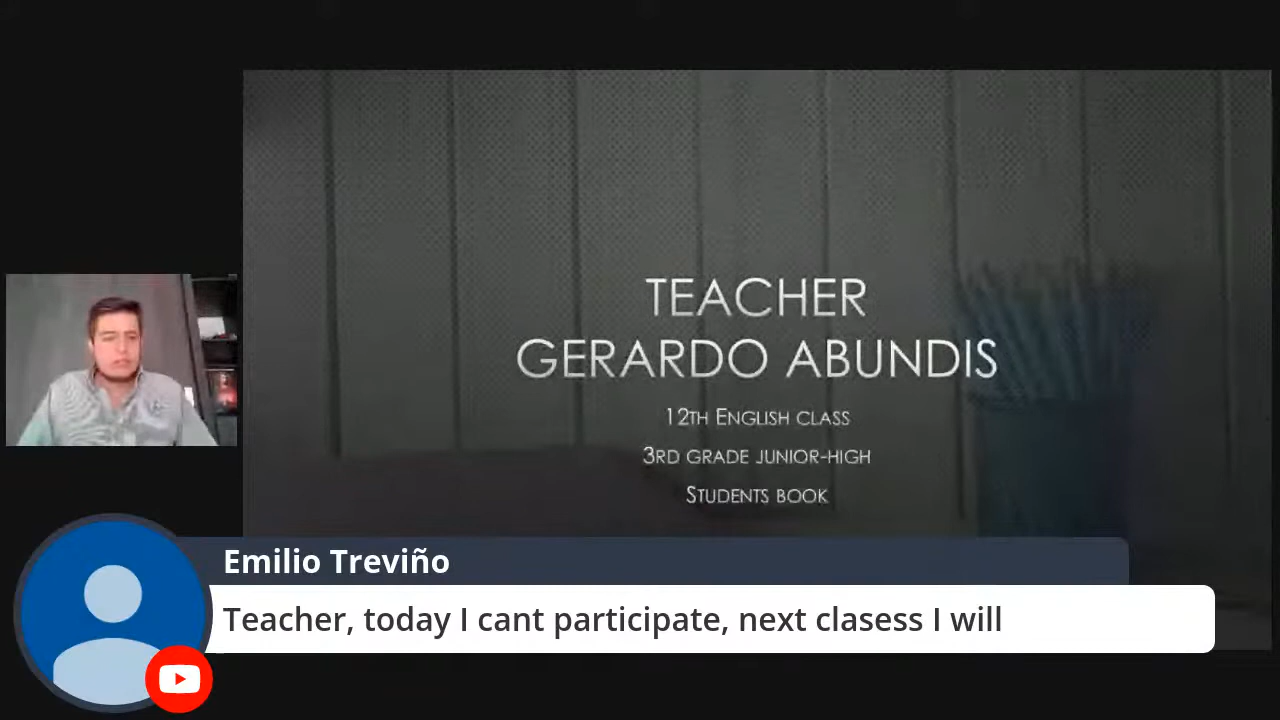 TEACHER
GERARDO ABUNDIS
12TH ENGLISH CLASS
3RD GRADE JUNIOR-HIGH
STUDENTS BOOK
Emilio Treviño
Teacher, today I cant participate, next clasess I will